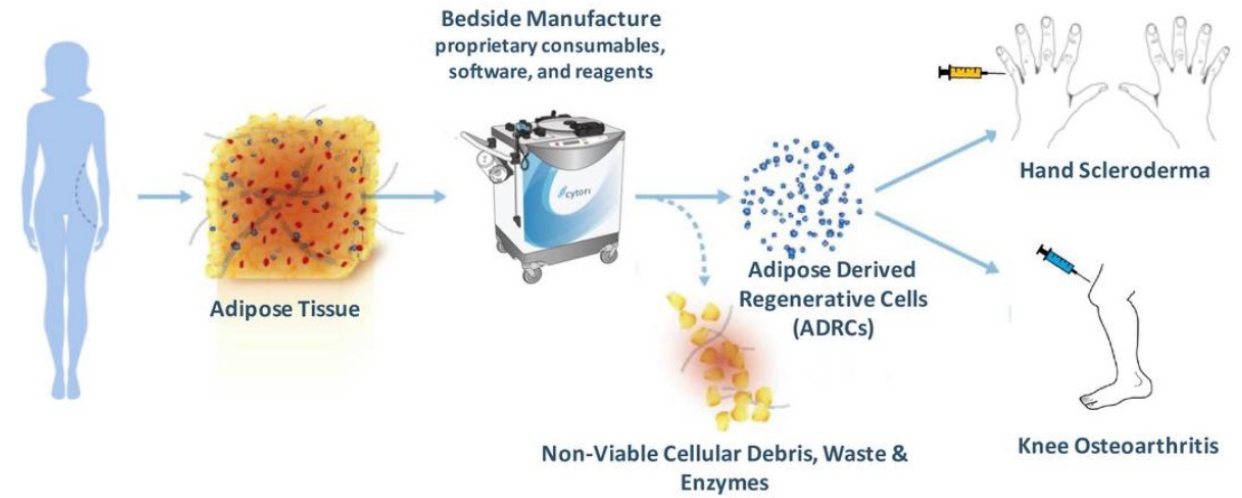 Bedside Manufacture
proprietary consumables,
software, and reagents
cytori
Adipose Tissue
Adipose Derived
Regenerative Cells
(ADRCs)
Non-Viable Cellular Debris, Waste &
Enzymes
Hand Scleroderma
Knee Osteoarthritis